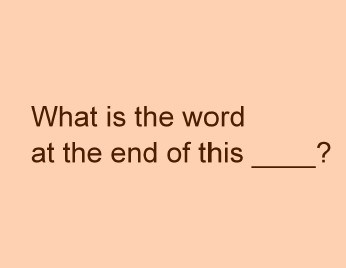 What is the word
at the end of this ____?